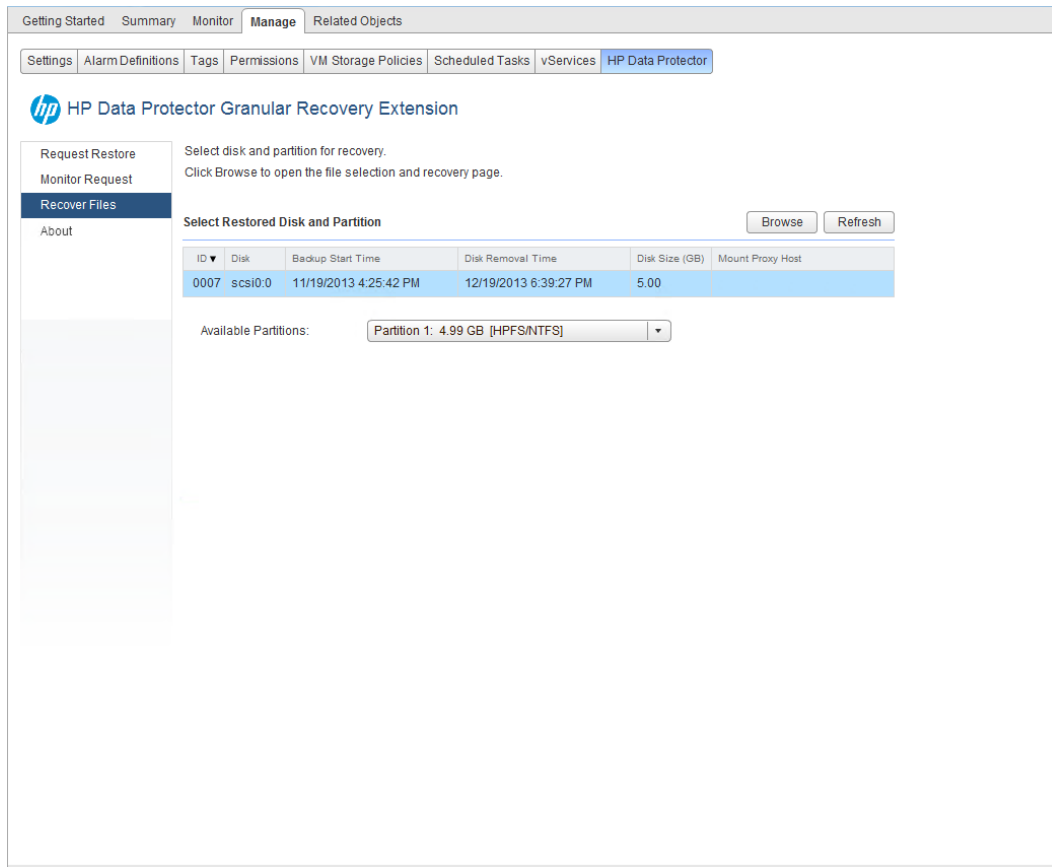 Getting Started Summary Monitor Manage Related Objects
Settings Alarm Definitions Tags Permissions VM Storage Policies Scheduled Tasks vServices HP Data Protector
hp HP Data Protector Granular Recovery Extension
Request Restore
Monitor Request
Recover Files
About
Select disk and partition for recovery.
Click Browse to open the file selection and recovery page.
Select Restored Disk and Partition Browse Refresh
ID Disk Backup Start Time Disk Removal Time Disk Size (GB) Mount Proxy Host
0007 scsi0:0 11/19/2013 4:25:42 PM 12/19/2013 6:39:27 PM 5.00
Available Partitions: Partition 1: 4.99 GB [HPFS/NTFS]